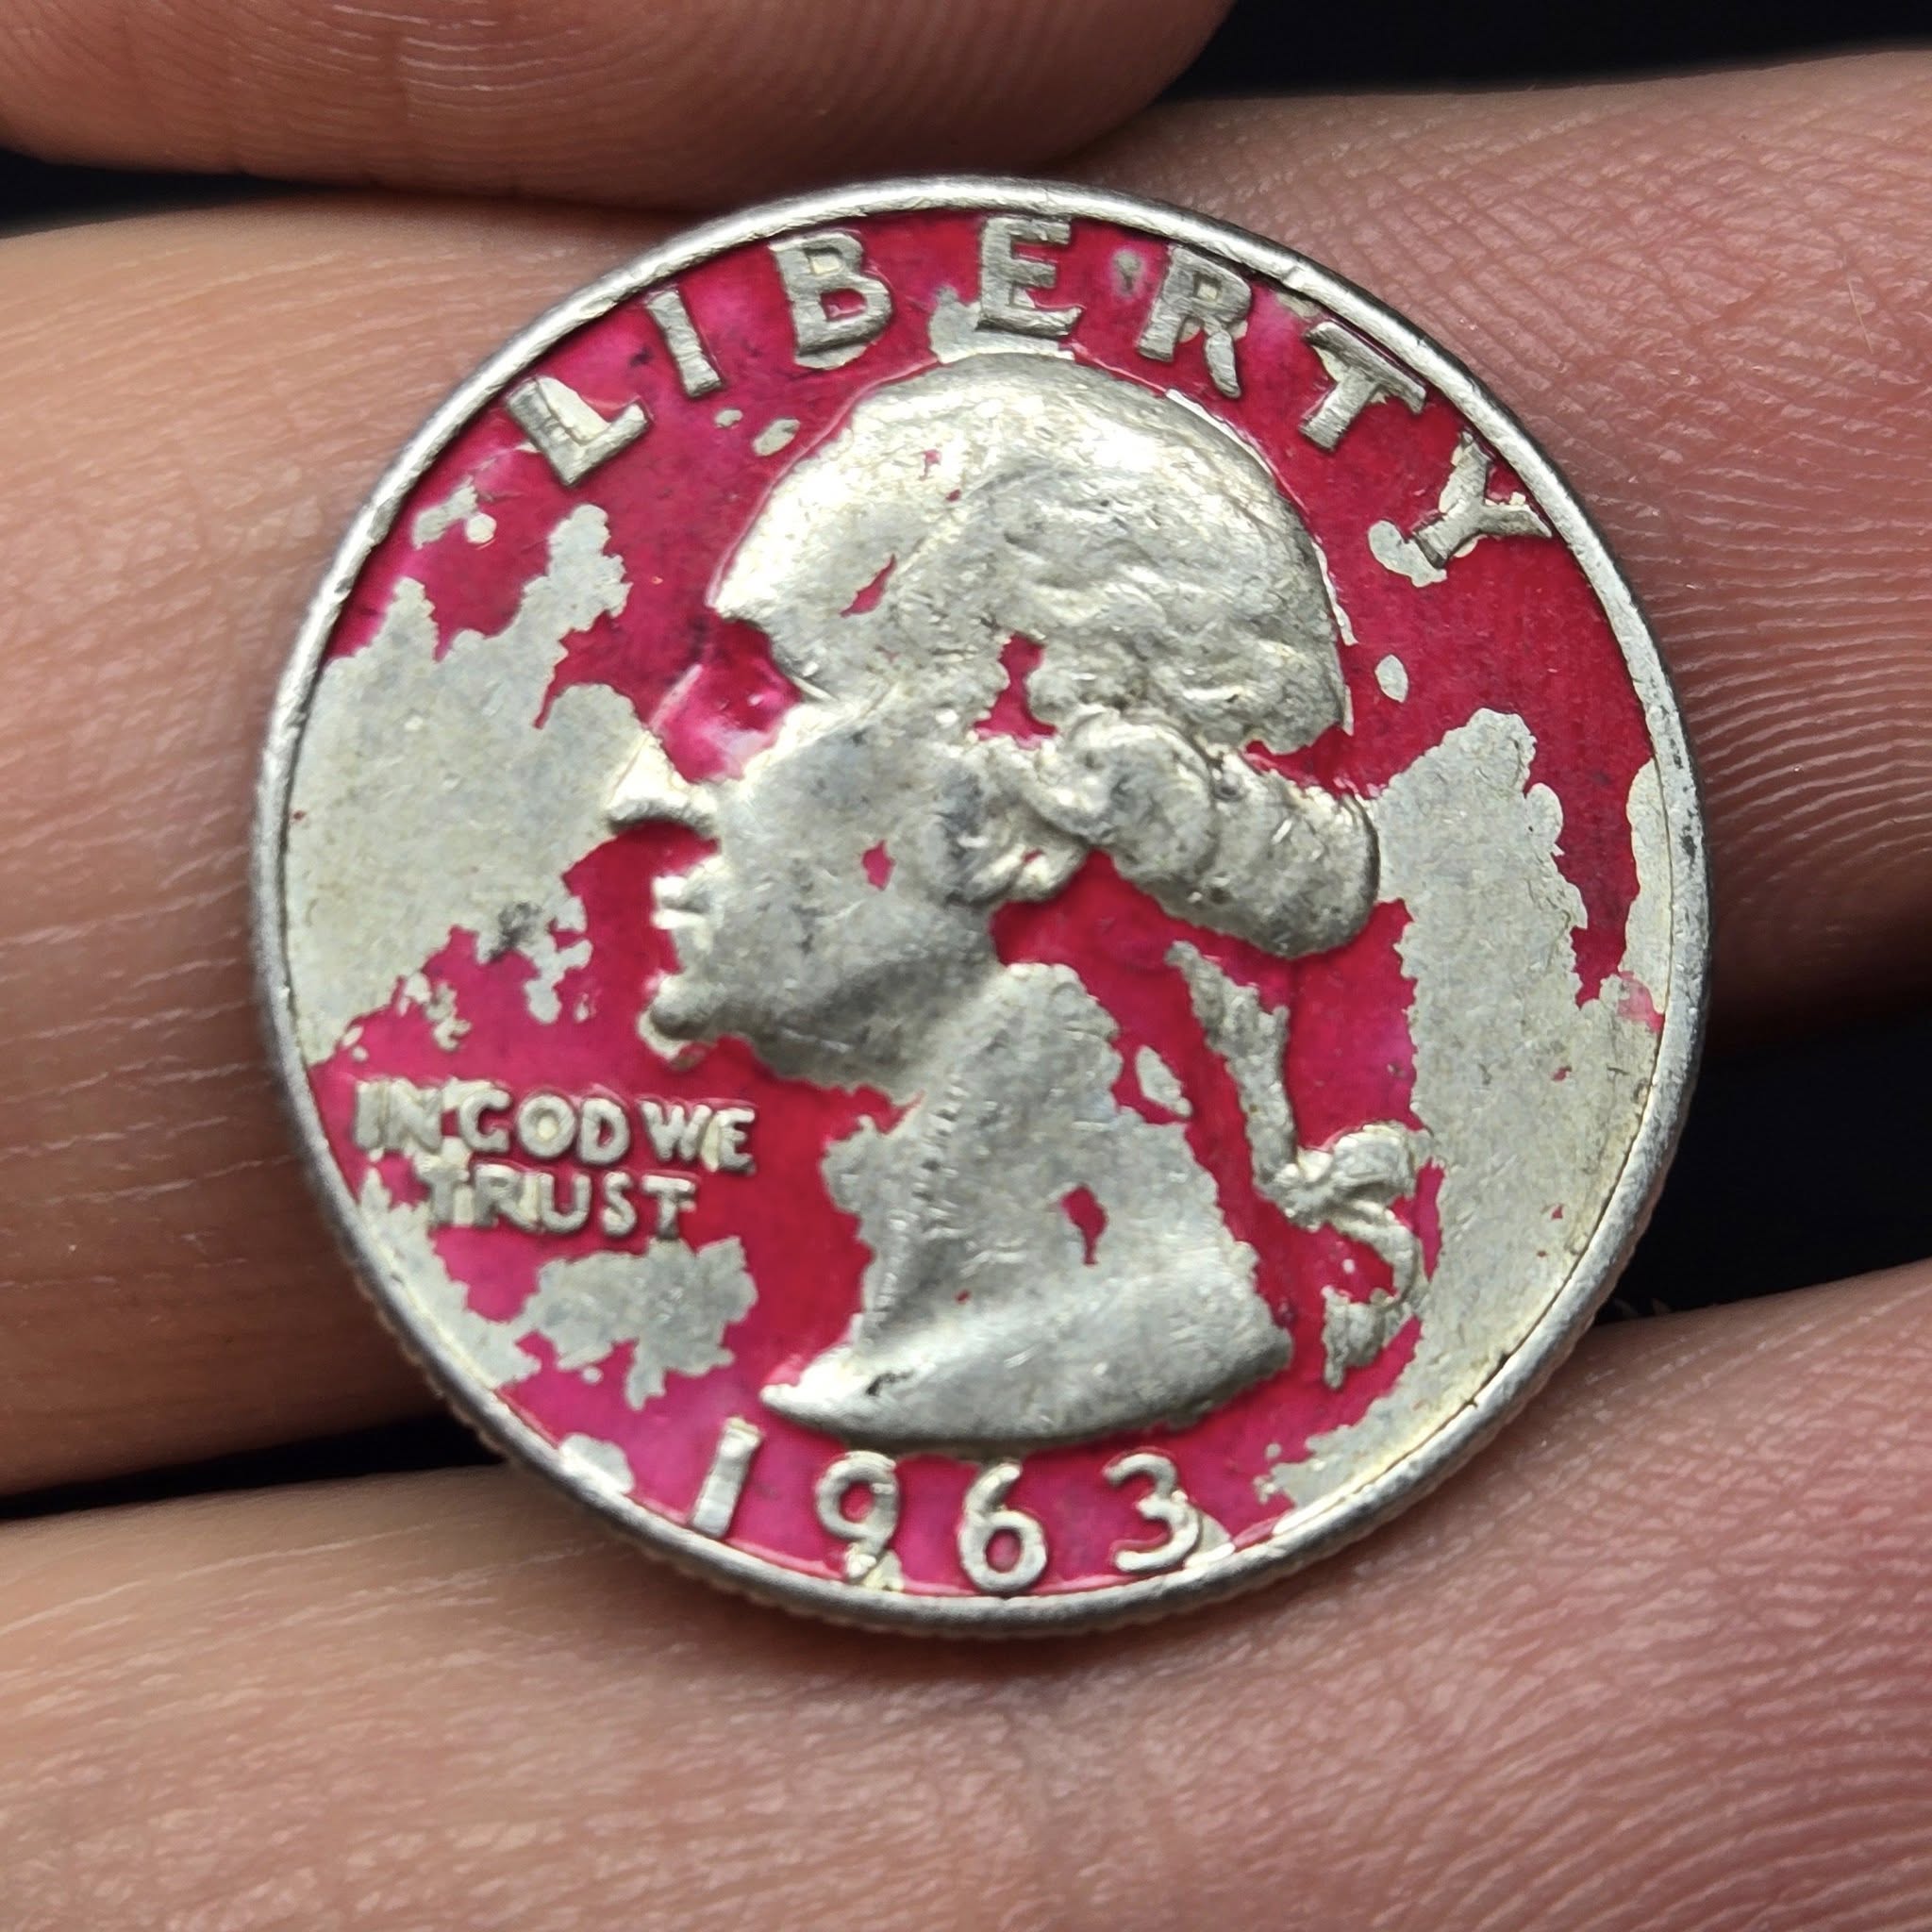 LIBERTY
IN GOD WE
TRUST
1963